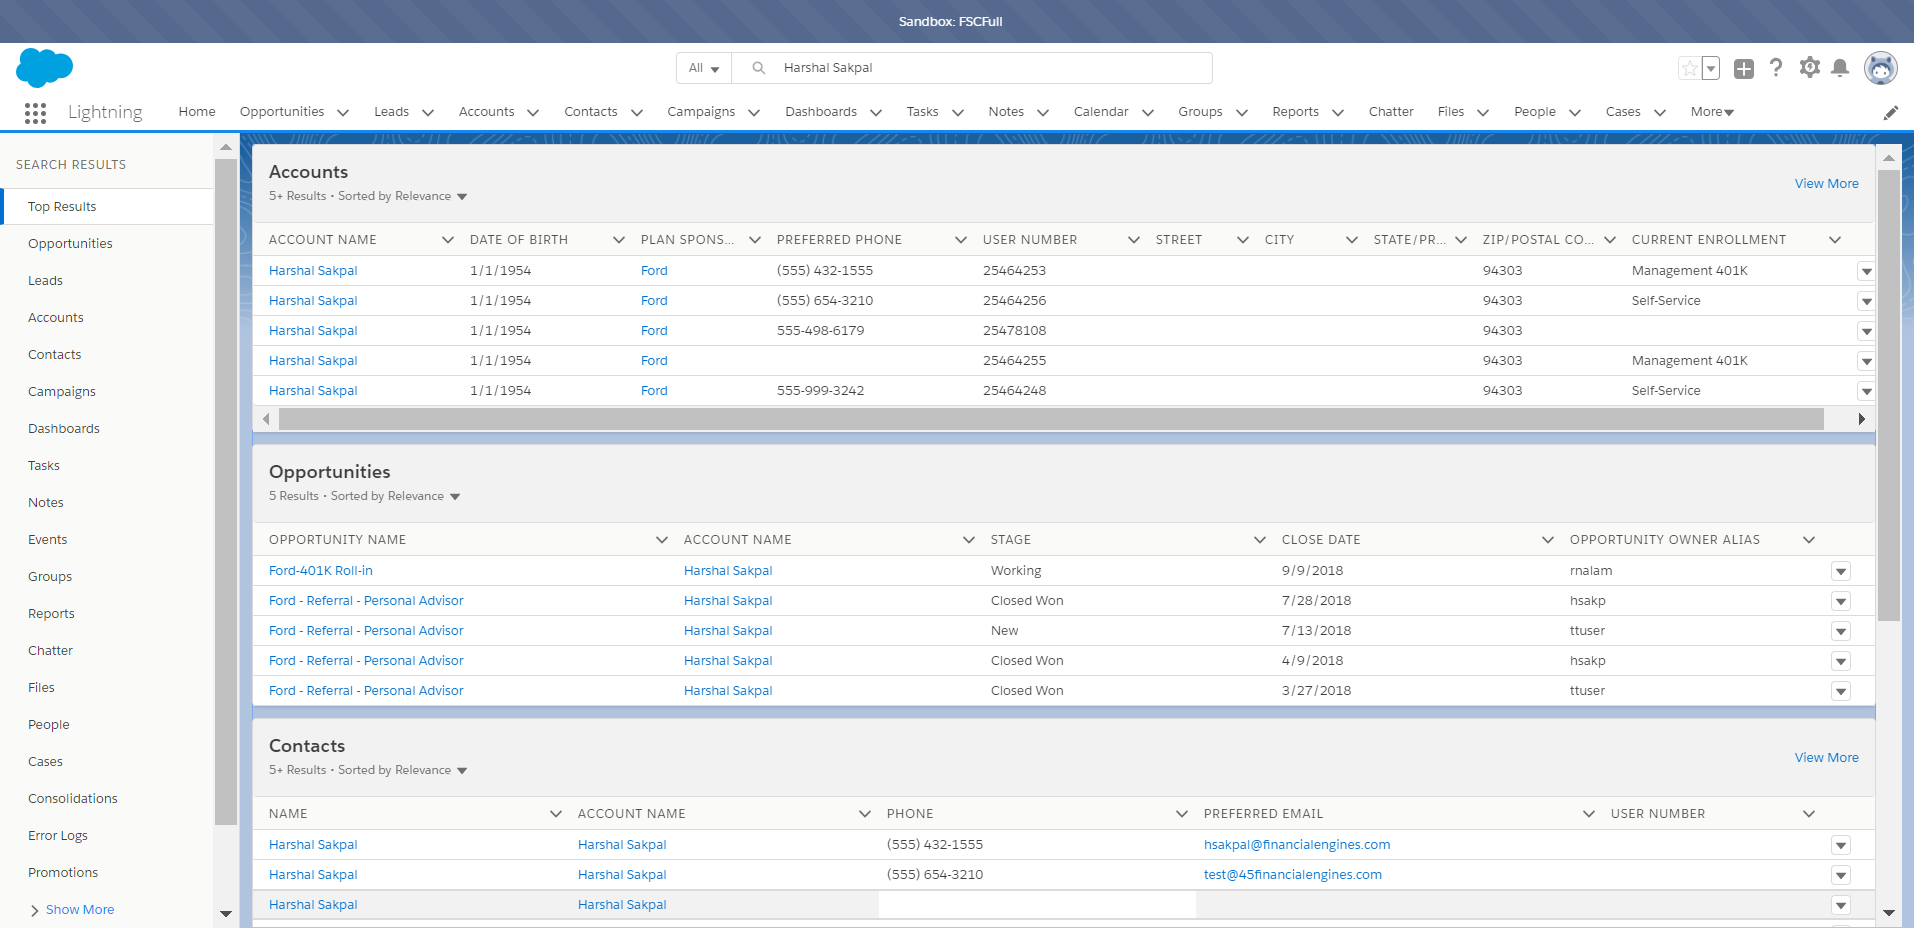 Sandbox: FSCFull
All
Harshal Sakpal
Lightning
Home Opportunities Leads Accounts Contacts Campaigns Dashboards Tasks Notes Calendar Groups Reports Chatter Files People Cases More
SEARCH RESULTS
Top Results
Opportunities
Leads
Accounts
Contacts
Campaigns
Dashboards
Tasks
Notes
Events
Groups
Reports
Chatter
Files
People
Cases
Consolidations
Error Logs
Promotions
Show More
Accounts
5+ Results • Sorted by Relevance
View More
ACCOUNT NAME DATE OF BIRTH PLAN SPONS... PREFERRED PHONE USER NUMBER STREET CITY STATE/PR... ZIP/POSTAL CO... CURRENT ENROLLMENT
Harshal Sakpal 1/1/1954 Ford (555) 432-1555 25464253 94303 Management 401K
Harshal Sakpal 1/1/1954 Ford (555) 654-3210 25464256 94303 Self-Service
Harshal Sakpal 1/1/1954 Ford 555-498-6179 25478108 94303
Harshal Sakpal 1/1/1954 Ford 25464255 94303 Management 401K
Harshal Sakpal 1/1/1954 Ford 555-999-3242 25464248 94303 Self-Service
Opportunities
5 Results • Sorted by Relevance
OPPORTUNITY NAME ACCOUNT NAME STAGE CLOSE DATE OPPORTUNITY OWNER ALIAS
Ford-401K Roll-in Harshal Sakpal Working 9/9/2018 rnalam
Ford - Referral - Personal Advisor Harshal Sakpal Closed Won 7/28/2018 hsakp
Ford - Referral - Personal Advisor Harshal Sakpal New 7/13/2018 ttuser
Ford - Referral - Personal Advisor Harshal Sakpal Closed Won 4/9/2018 hsakp
Ford - Referral - Personal Advisor Harshal Sakpal Closed Won 3/27/2018 ttuser
Contacts
5+ Results • Sorted by Relevance
View More
NAME ACCOUNT NAME PHONE PREFERRED EMAIL USER NUMBER
Harshal Sakpal Harshal Sakpal (555) 432-1555 hsakpal@financialengines.com
Harshal Sakpal Harshal Sakpal (555) 654-3210 test@45financialengines.com
Harshal Sakpal Harshal Sakpal